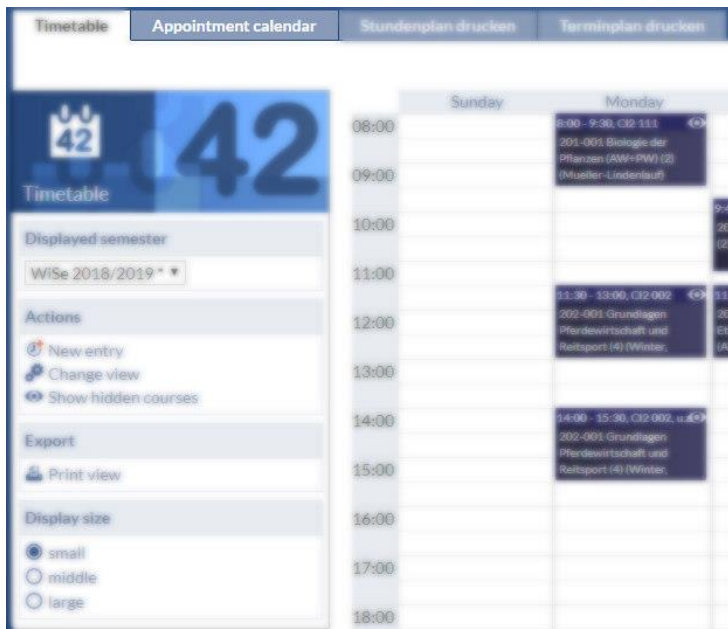 Timetable
Appointment calendar
Stundenplan drucken
Terminplan drucken
42
42
Timetable
Displayed semester
WiSe 2018/2019 *
Actions
New entry
Change view
Show hidden courses
Export
Print view
Display size
small
middle
large
Sunday
Monday
08:00
09:00
10:00
11:00
12:00
13:00
14:00
15:00
16:00
17:00
18:00
8:00 - 9:30, CI2 111
201-001 Biologie der
Pflanzen (AW+PW) (2)
(Mueller-Lindenlauf)
11:30 - 13:00, CI2 002
202-001 Grundlagen
Pferdewirtschaft und
Reitsport (4) (Winter,
14:00 - 15:30, CI2 002, u.a
202-001 Grundlagen
Pferdewirtschaft und
Reitsport (4) (Winter,